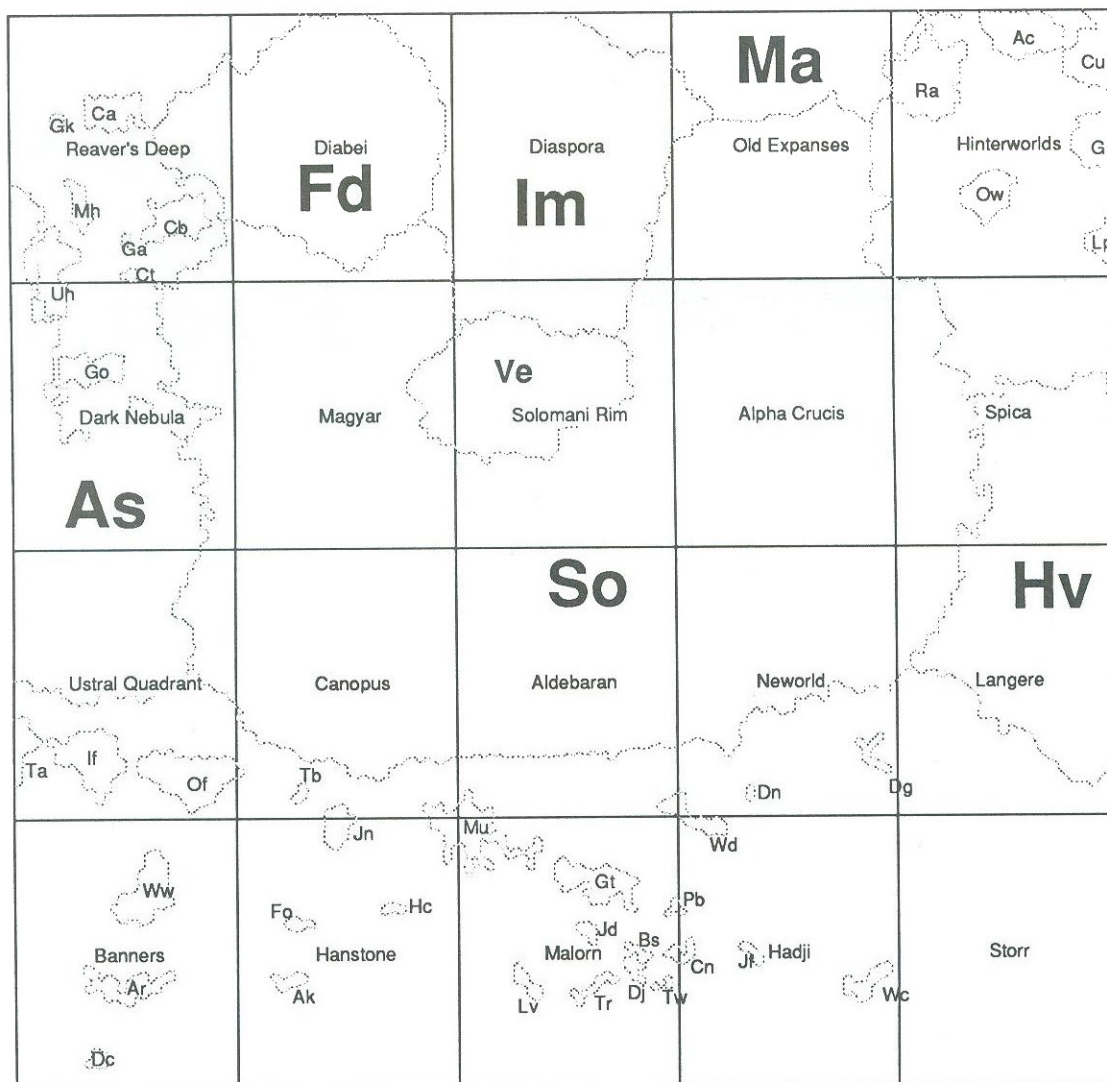 Ma
Ac
Cu
Ra
Ca
Gk
Reaver's Deep
Diabei
Diaspora
Old Expanses
Hinterworlds
G
Fd
Im
Ow
Mh
Cb
Ga
Ct
Lp
Uh
Go
Ve
Dark Nebula
Magyar
Solomani Rim
Alpha Crucis
Spica
As
So
Hv
Ustral Quadrant
Canopus
Aldebaran
Neworld
Langere
If
Ta
Of
Tb
Dn
Dg
Jn
Mu
Wd
Ww
Gt
Pb
Fo
Hc
Jd
Bs
Banners
Hanstone
Malorn
Cn
Jf
Hadji
Storr
Ar
Ak
Lv
Tr
Dj
Tw
Wc
Dc